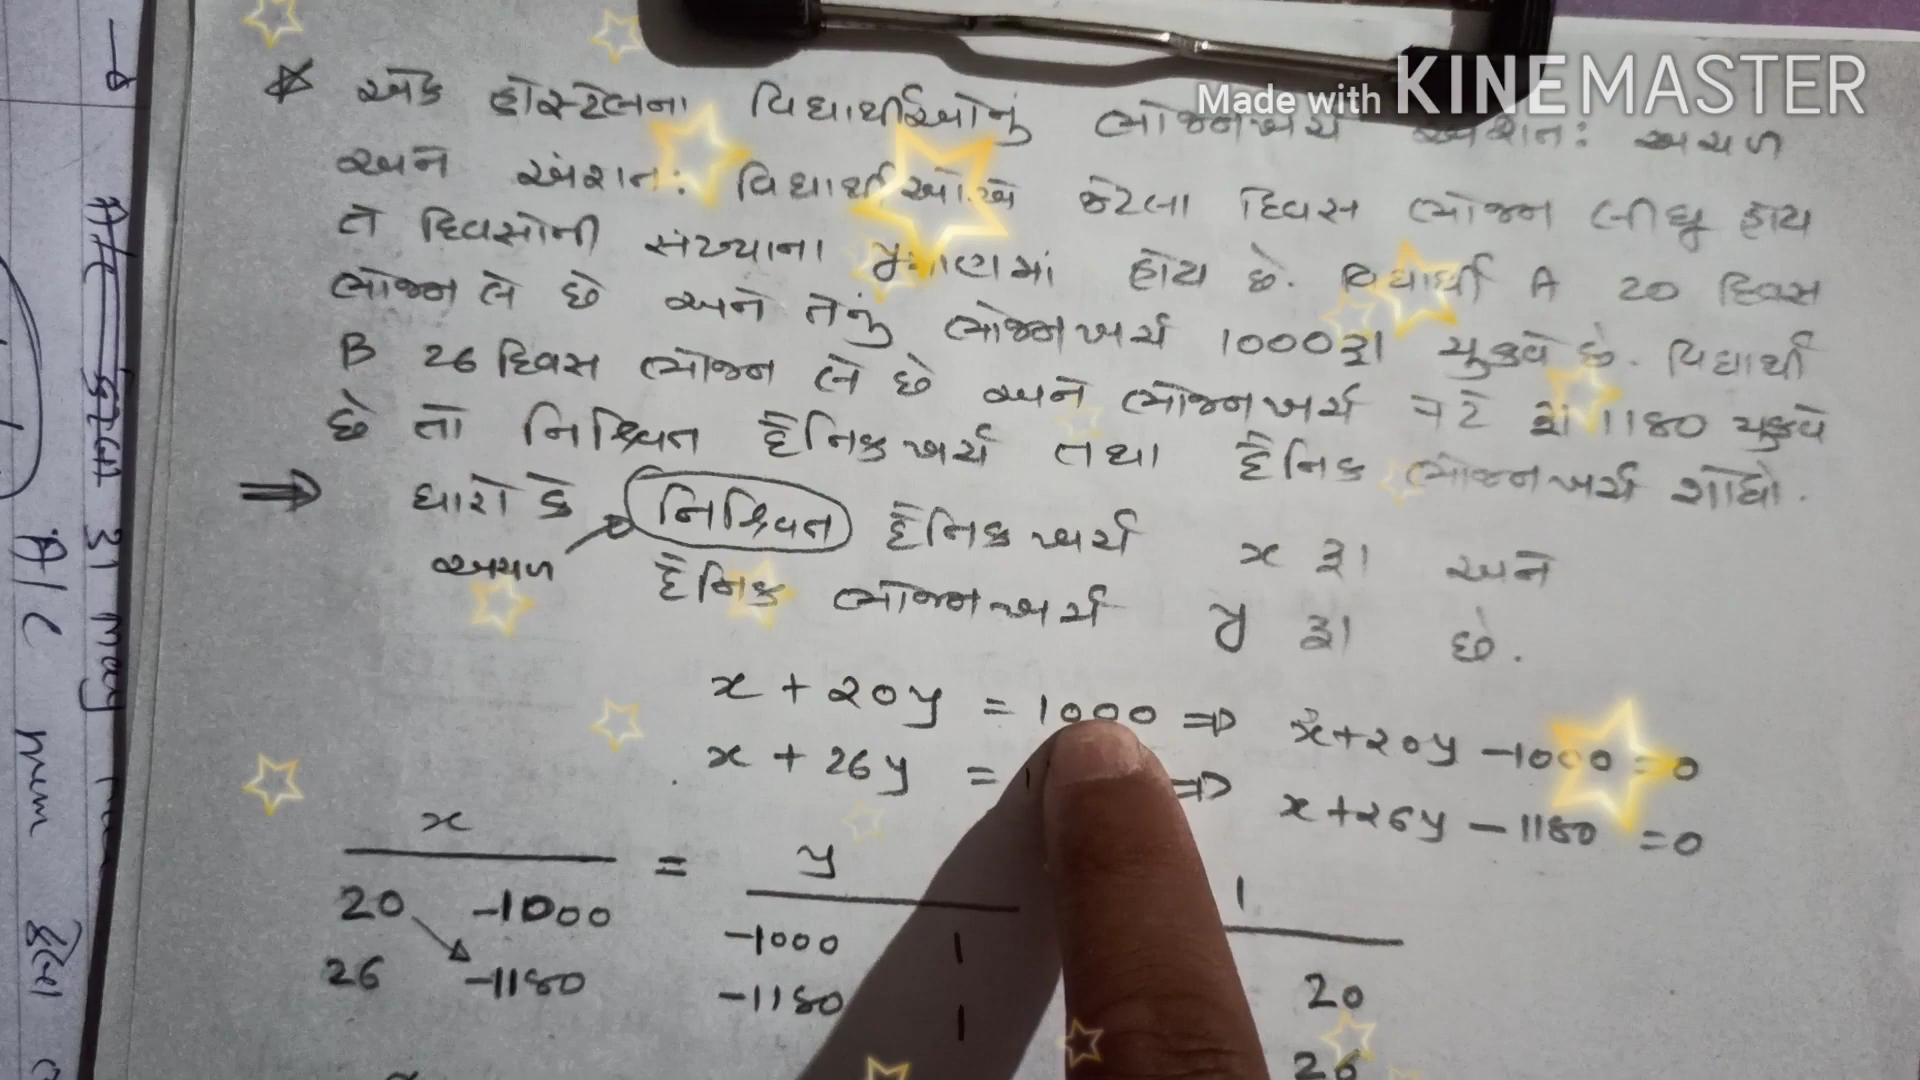 Made with KINEMASTER
* એક હોસ્ટેલના વિદ્યાર્થીઓનું ભોજનખર્ચ અંશતઃ અચળ
અને અંશતઃ વિદ્યાર્થીઓએ જેટલા દિવસ ભોજન લીધુ હોય
તે દિવસોની સંખ્યાના પ્રમાણમાં હોય છે. વિદ્યાર્થી A 20 દિવસ
ભોજન લે છે અને તેનું ભોજનખર્ચ 1000રૂા ચુકવે છે. વિદ્યાર્થી
B 26 દિવસ ભોજન લે છે અને ભોજનખર્ચ પેટે રૂા 1180 ચુકવે
છે તો નિશ્ચિત દૈનિકખર્ચ તથા દૈનિક ભોજનખર્ચ શોધો.
⇒ ધારો કે નિશ્ચિત દૈનિક ખર્ચ x રૂા અને
અચળ
દૈનિક ભોજનખર્ચ y રૂા છે.
x + 20y = 1000 ⇒ x+20y -1000 = 0
x + 26y = ⇒ x+26y - 1180 = 0
x = y 1
20 -1000 -1000 1 20
26 -1180 -1180 1 26
31 may
A/C